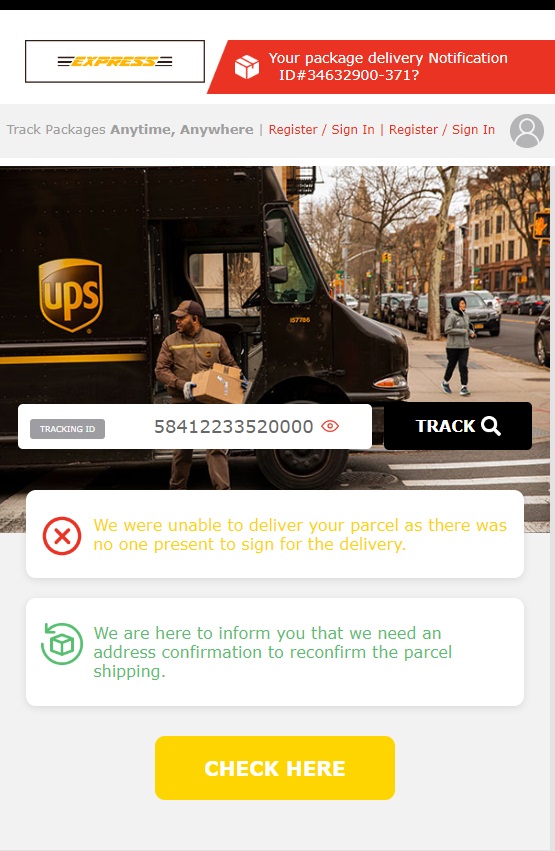 EXPRESS
Your package delivery Notification
ID#34632900-371?
Track Packages Anytime, Anywhere | Register / Sign In | Register / Sign In
ups
157766
TRACKING ID 58412233520000 TRACK
We were unable to deliver your parcel as there was
no one present to sign for the delivery.
We are here to inform you that we need an
address confirmation to reconfirm the parcel
shipping.
CHECK HERE